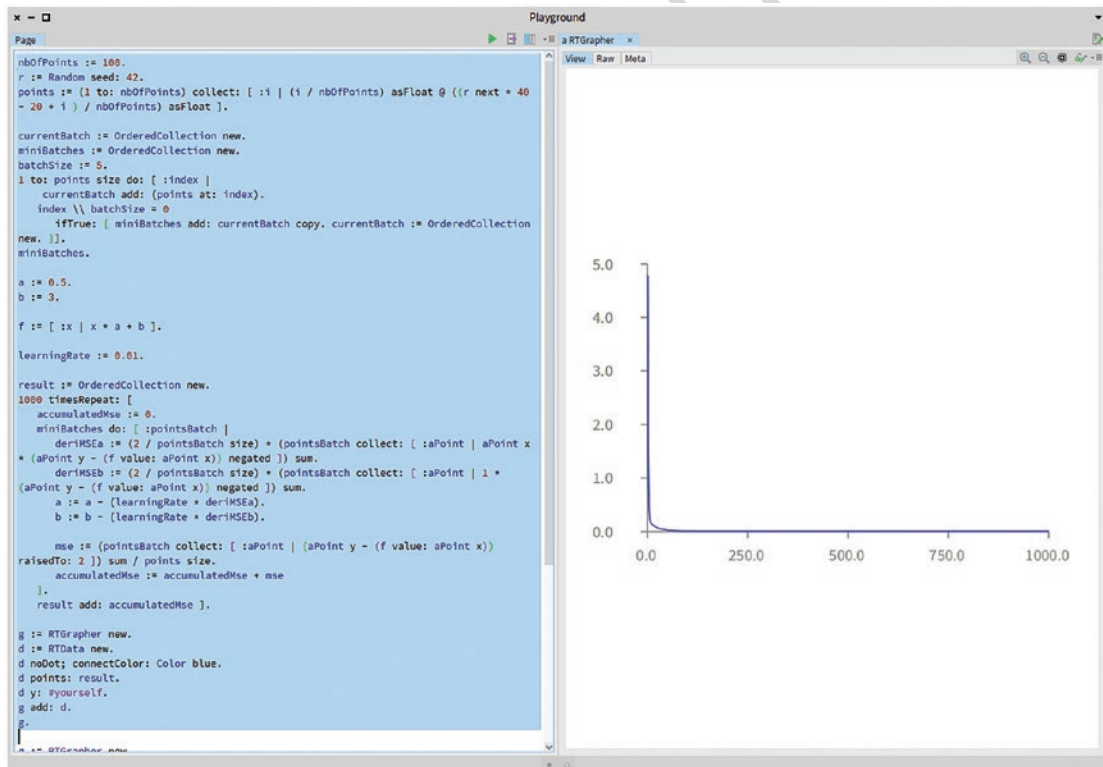 Playground
Page
a RTGrapher ×
View Raw Meta
nbOfPoints := 100.
r := Random seed: 42.
points := (1 to: nbOfPoints) collect: [ :i | (i / nbOfPoints) asFloat @ ((r next * 40
- 20 + i ) / nbOfPoints) asFloat ].
currentBatch := OrderedCollection new.
miniBatches := OrderedCollection new.
batchSize := 5.
1 to: points size do: [ :index |
currentBatch add: (points at: index).
index \\ batchSize = 0
ifTrue: [ miniBatches add: currentBatch copy. currentBatch := OrderedCollection
new. ]].
miniBatches.
a := 0.5.
b := 3.
f := [ :x | x * a + b ].
learningRate := 0.01.
result := OrderedCollection new.
1000 timesRepeat: [
accumulatedMse := 0.
miniBatches do: [ :pointsBatch |
deriMSEa := (2 / pointsBatch size) * (pointsBatch collect: [ :aPoint | aPoint x
* (aPoint y - (f value: aPoint x)) negated ]) sum.
deriMSEb := (2 / pointsBatch size) * (pointsBatch collect: [ :aPoint | 1 *
(aPoint y - (f value: aPoint x)) negated ]) sum.
a := a - (learningRate * deriMSEa).
b := b - (learningRate * deriMSEb).
mse := (pointsBatch collect: [ :aPoint | (aPoint y - (f value: aPoint x))
raisedTo: 2 ]) sum / points size.
accumulatedMse := accumulatedMse + mse
].
result add: accumulatedMse ].
g := RTGrapher new.
d := RTData new.
d noDot; connectColor: Color blue.
d points: result.
d y: #yourself.
g add: d.
g.
g := RTGrapher new
5.0
4.0
3.0
2.0
1.0
0.0
0.0 250.0 500.0 750.0 1000.0